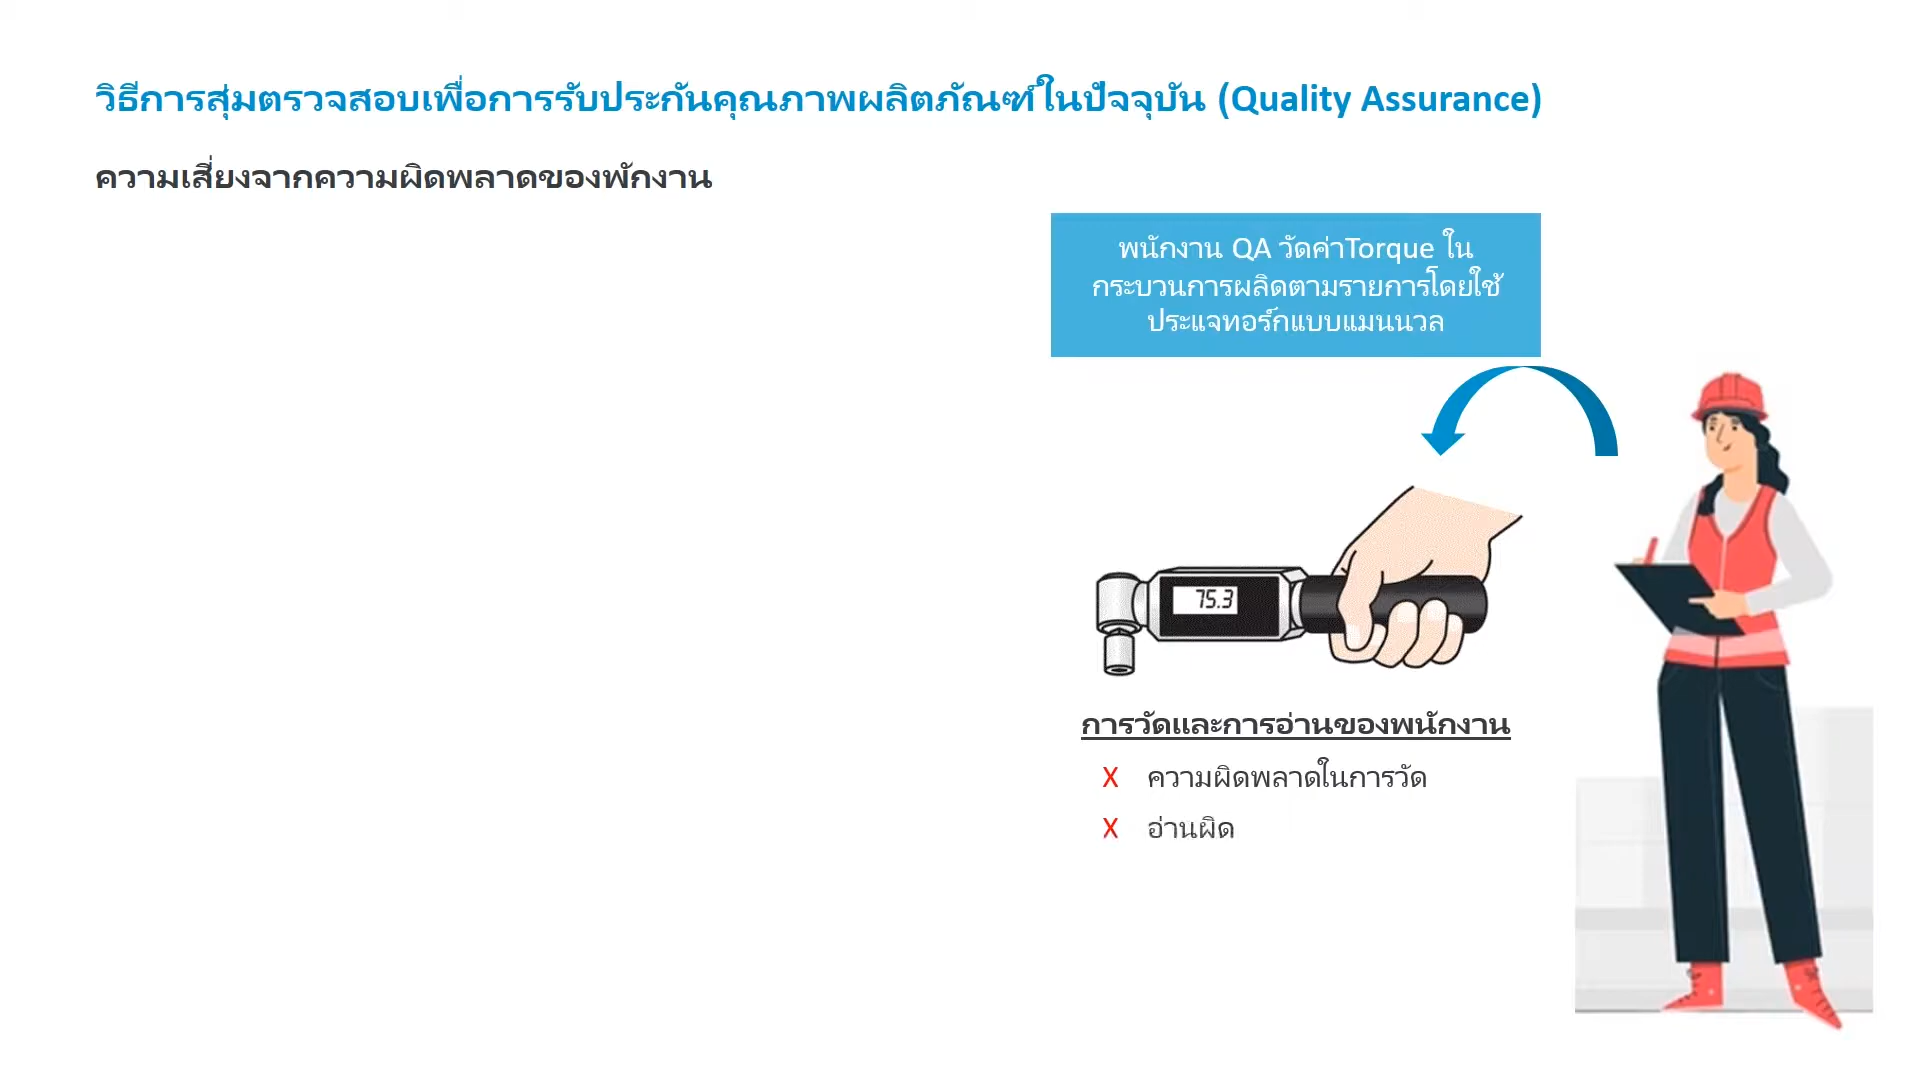 วิธีการสุ่มตรวจสอบเพื่อการรับประกันคุณภาพผลิตภัณฑ์ในปัจจุบัน (Quality Assurance)
ความเสี่ยงจากความผิดพลาดของพักงาน
พนักงาน QA วัดค่าTorque ใน
กระบวนการผลิตตามรายการโดยใช้
ประแจทอร์กแบบแมนนวล
75.3
การวัดและการอ่านของพนักงาน
X ความผิดพลาดในการวัด
X อ่านผิด